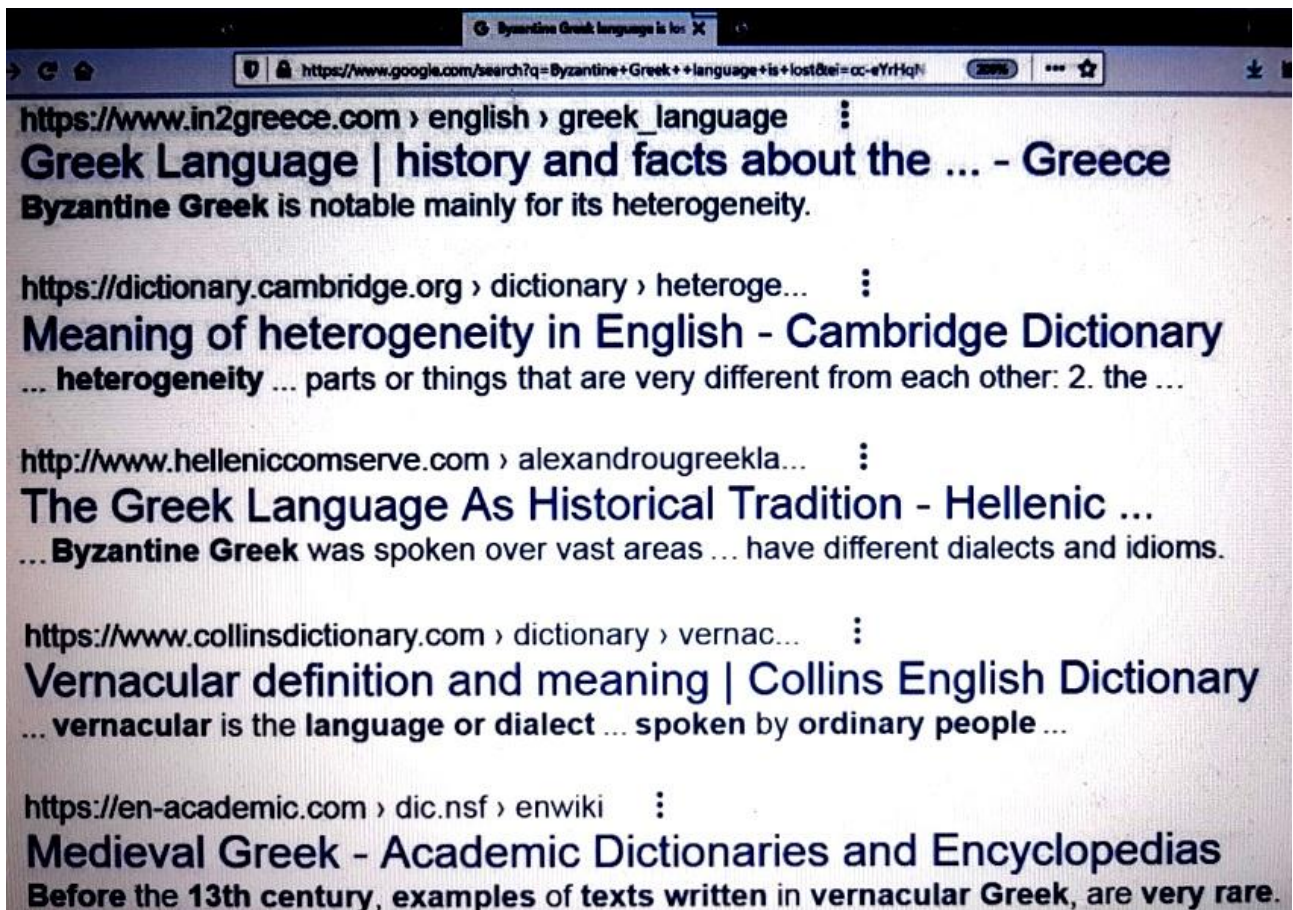 Byzantine Greek language is los
https://www.google.com/search?q=Byzantine+Greek++language+is+lost&ei=cc-eYrHqN
200%
https://www.in2greece.com › english › greek_language
Greek Language | history and facts about the ... - Greece
Byzantine Greek is notable mainly for its heterogeneity.
https://dictionary.cambridge.org › dictionary › heteroge...
Meaning of heterogeneity in English - Cambridge Dictionary
... heterogeneity ... parts or things that are very different from each other: 2. the ...
http://www.helleniccomserve.com › alexandrougreekla...
The Greek Language As Historical Tradition - Hellenic ...
... Byzantine Greek was spoken over vast areas ... have different dialects and idioms.
https://www.collinsdictionary.com › dictionary › vernac...
Vernacular definition and meaning | Collins English Dictionary
... vernacular is the language or dialect ... spoken by ordinary people ...
https://en-academic.com › dic.nsf › enwiki
Medieval Greek - Academic Dictionaries and Encyclopedias
Before the 13th century, examples of texts written in vernacular Greek, are very rare.